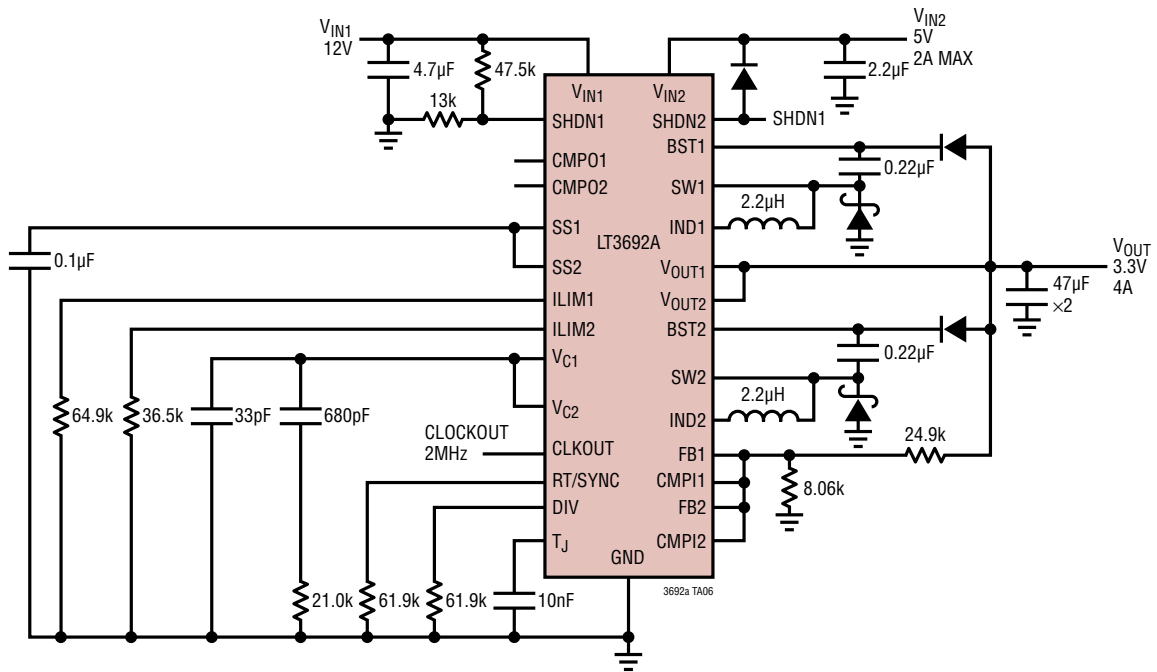 VIN1
12V
4.7µF
47.5k
13k
VIN2
5V
2A MAX
2.2µF
VIN1
VIN2
SHDN1
SHDN2
SHDN1
BST1
CMPO1
0.22µF
CMPO2
SW1
2.2µH
SS1
IND1
LT3692A
0.1µF
SS2
VOUT1
VOUT
3.3V
4A
47µF
×2
ILIM1
VOUT2
ILIM2
BST2
VC1
0.22µF
SW2
2.2µH
64.9k
36.5k
33pF
680pF
VC2
IND2
CLOCKOUT
2MHz
CLKOUT
FB1
24.9k
RT/SYNC
CMPI1
8.06k
DIV
FB2
TJ
CMPI2
GND
21.0k
61.9k
61.9k
10nF
3692a TA06